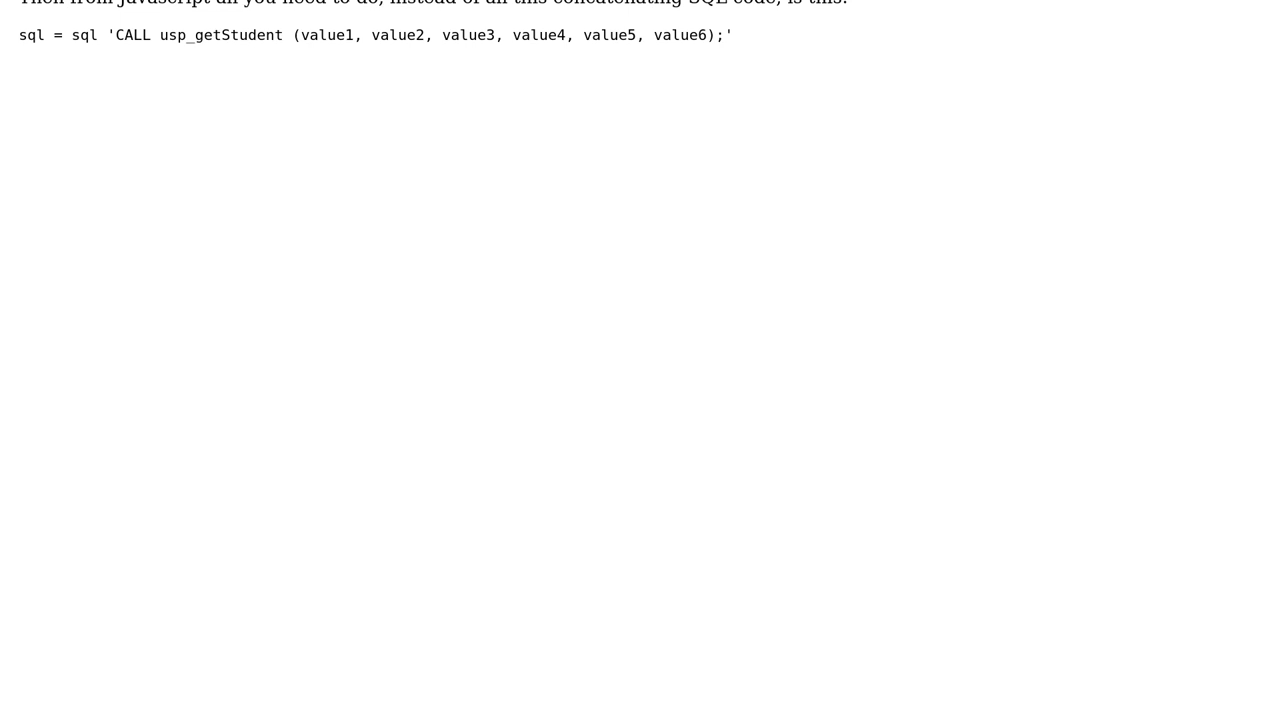 Then from Javascript all you need to do, instead of all this concatenating SQL code, is this:
sql = sql 'CALL usp_getStudent (value1, value2, value3, value4, value5, value6);'